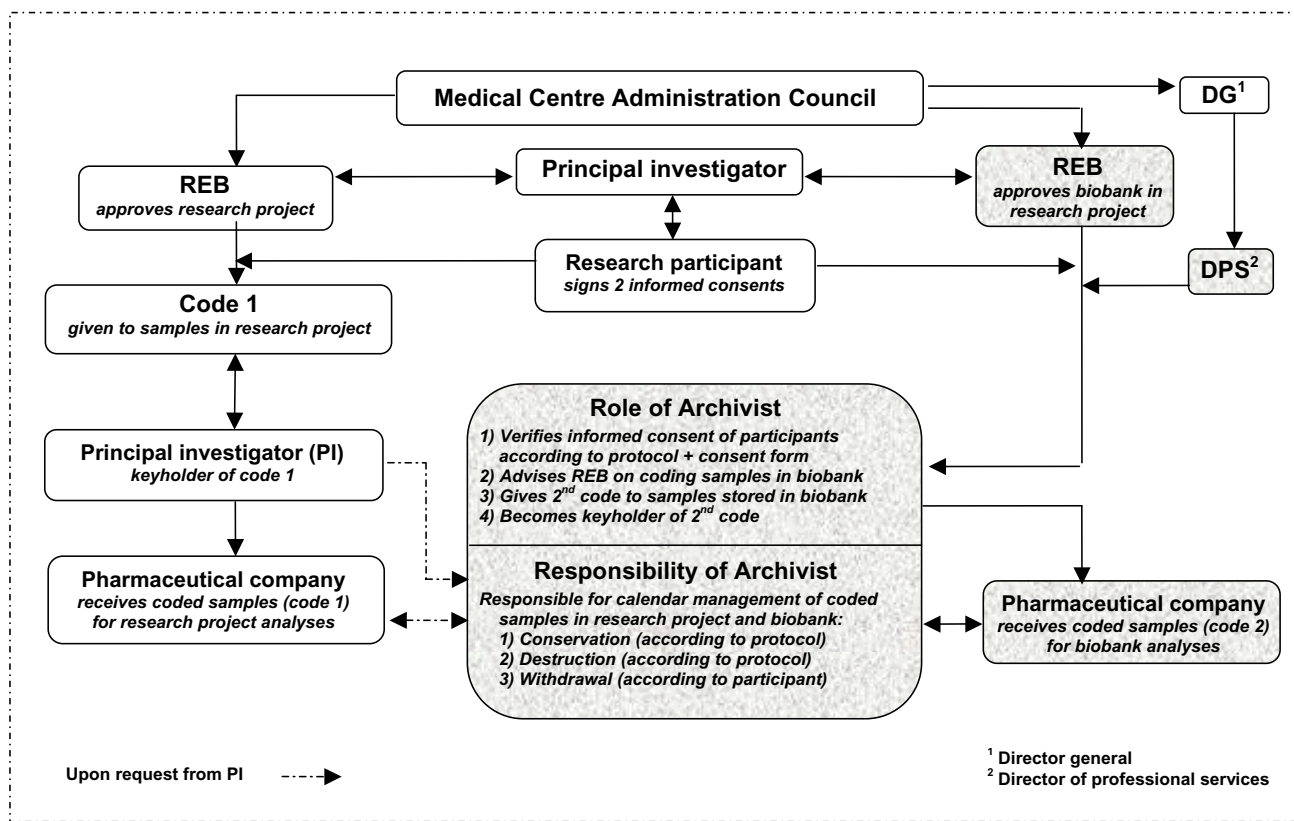 Medical Centre Administration Council
DG¹
REB
approves research project
Principal investigator
REB
approves biobank in
research project
Research participant
signs 2 informed consents
DPS²
Code 1
given to samples in research project
Role of Archivist
1) Verifies informed consent of participants
according to protocol + consent form
2) Advises REB on coding samples in biobank
3) Gives 2nd code to samples stored in biobank
4) Becomes keyholder of 2nd code
Principal investigator (PI)
keyholder of code 1
Pharmaceutical company
receives coded samples (code 1)
for research project analyses
Responsibility of Archivist
Responsible for calendar management of coded
samples in research project and biobank:
1) Conservation (according to protocol)
2) Destruction (according to protocol)
3) Withdrawal (according to participant)
Pharmaceutical company
receives coded samples (code 2)
for biobank analyses
Upon request from PI
¹ Director general
² Director of professional services